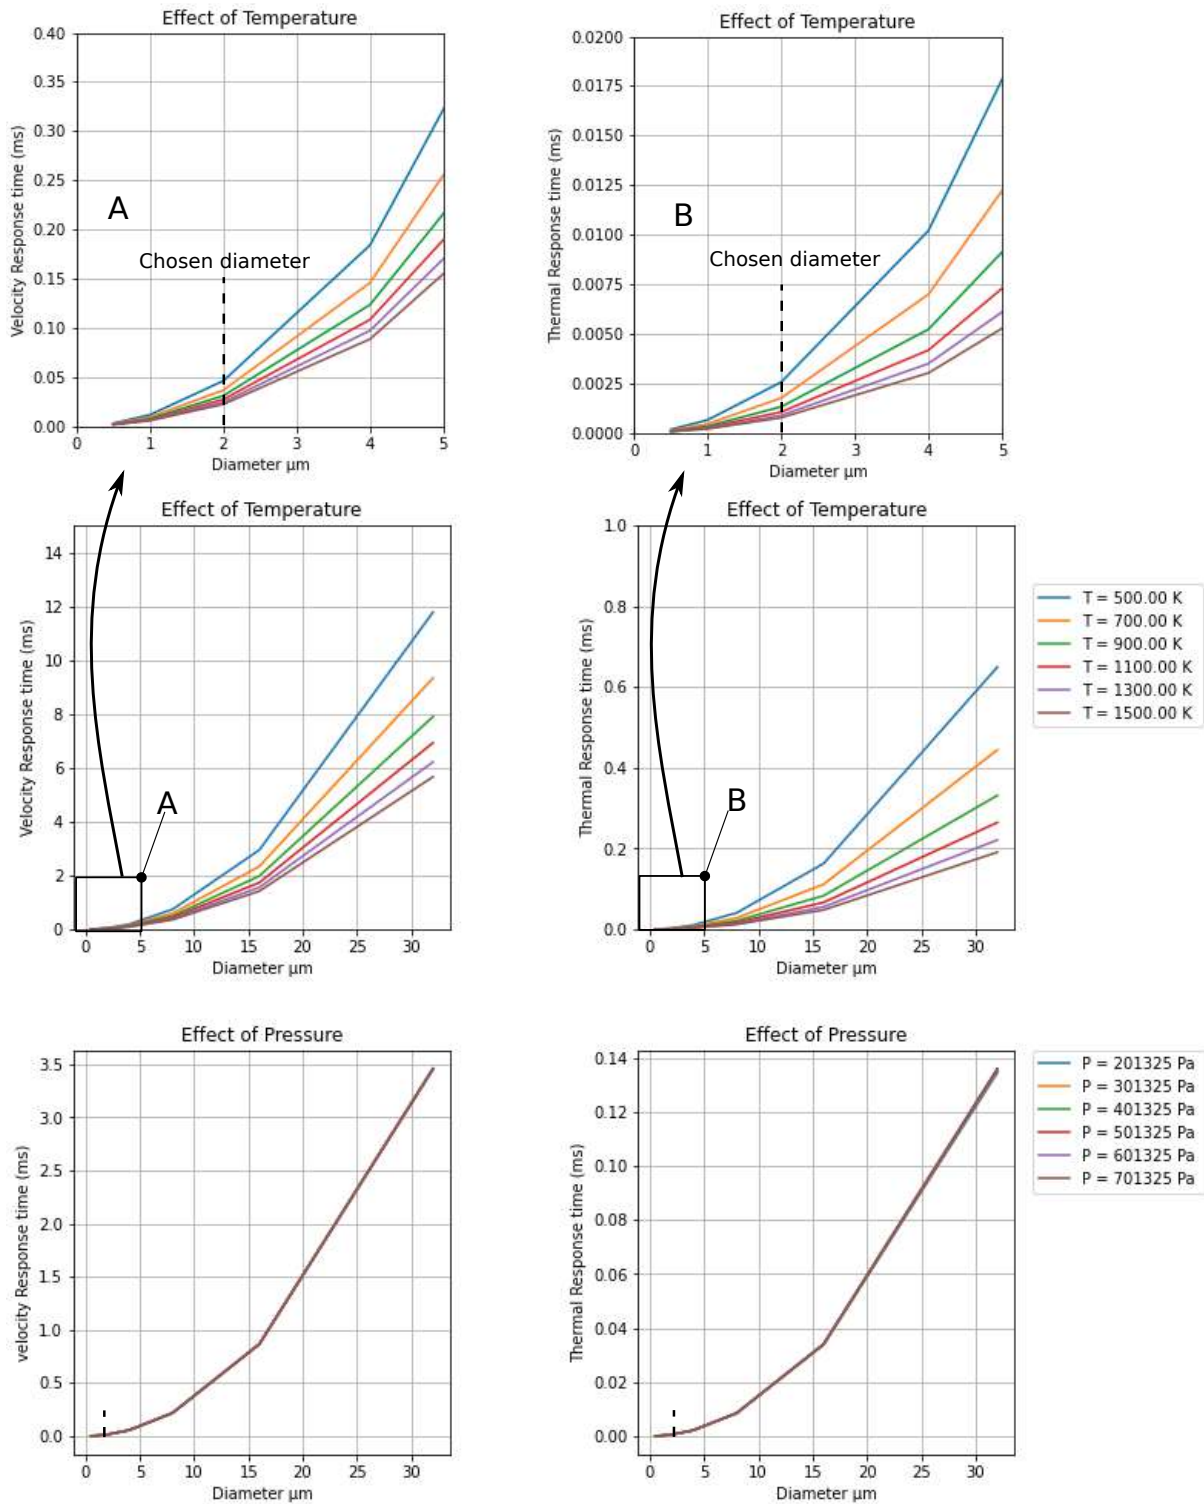 Effect of Temperature
Velocity Response time (ms)
0.40
0.35
0.30
0.25
0.20
0.15
0.10
0.05
0.00
A
Chosen diameter
0 1 2 3 4 5
Diameter µm
Effect of Temperature
Thermal Response time (ms)
0.0200
0.0175
0.0150
0.0125
0.0100
0.0075
0.0050
0.0025
0.0000
B
Chosen diameter
0 1 2 3 4 5
Diameter µm
Effect of Temperature
Velocity Response time (ms)
14
12
10
8
6
4
2
0
A
0 5 10 15 20 25 30
Diameter µm
Effect of Temperature
Thermal Response time (ms)
1.0
0.8
0.6
0.4
0.2
0.0
B
0 5 10 15 20 25 30
Diameter µm
T = 500.00 K
T = 700.00 K
T = 900.00 K
T = 1100.00 K
T = 1300.00 K
T = 1500.00 K
Effect of Pressure
velocity Response time (ms)
3.5
3.0
2.5
2.0
1.5
1.0
0.5
0.0
0 5 10 15 20 25 30
Diameter µm
Effect of Pressure
Thermal Response time (ms)
0.14
0.12
0.10
0.08
0.06
0.04
0.02
0.00
0 5 10 15 20 25 30
Diameter µm
P = 201325 Pa
P = 301325 Pa
P = 401325 Pa
P = 501325 Pa
P = 601325 Pa
P = 701325 Pa